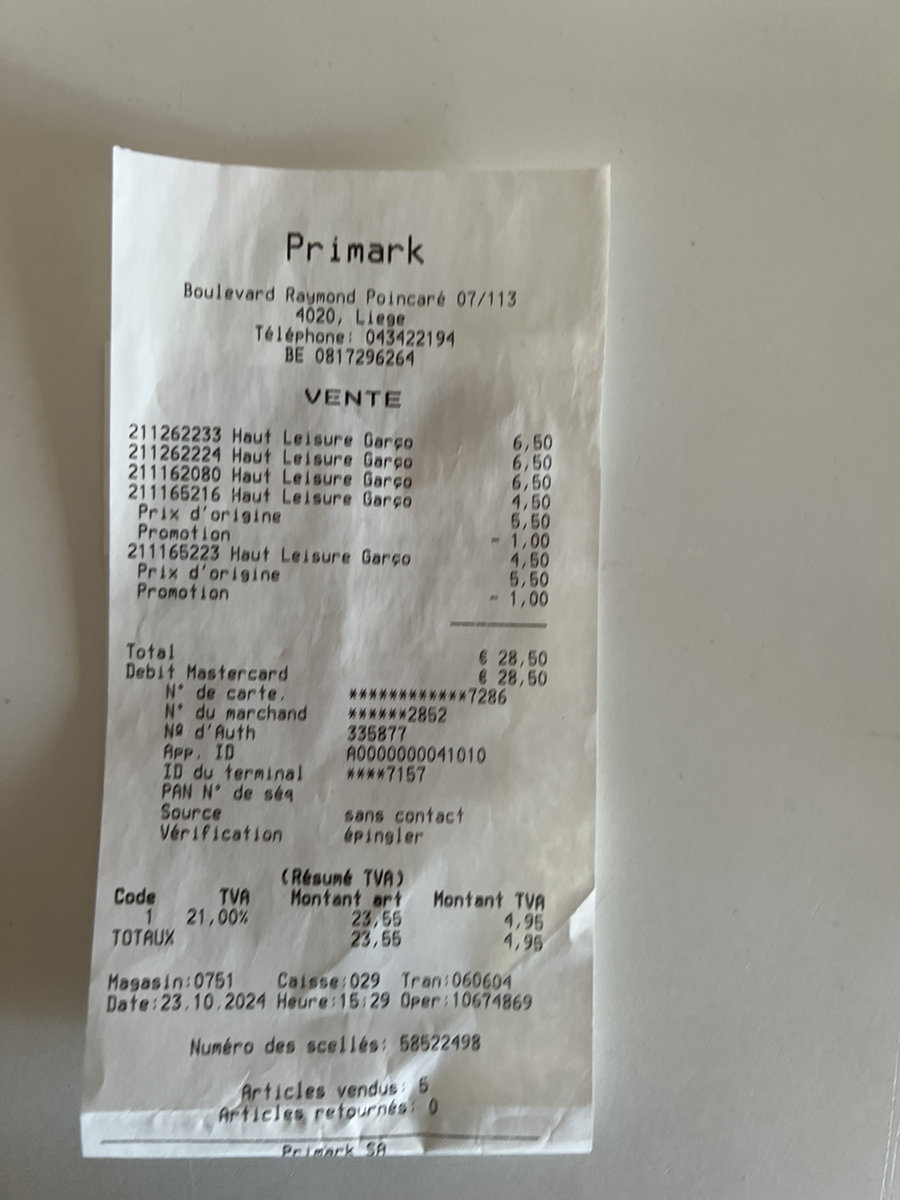 Primark
Boulevard Raymond Poincaré 07/113
4020, Liege
Téléphone: 043422194
BE 0817296264
VENTE
211262233 Haut Leisure Garço 6,50
211262224 Haut Leisure Garço 6,50
211162080 Haut Leisure Garço 6,50
211165216 Haut Leisure Garço 4,50
Prix d'origine 5,50
Promotion - 1,00
211165223 Haut Leisure Garço 4,50
Prix d'origine 5,50
Promotion - 1,00
Total € 28,50
Debit Mastercard € 28,50
N° de carte. ************7286
N° du marchand ******2852
Nº d'Auth 335877
App. ID A0000000041010
ID du terminal ****7157
PAN N° de séq
Source sans contact
Vérification épingler
(Résumé TVA)
Code TVA Montant art Montant TVA
1 21,00% 23,55 4,95
TOTAUX 23,55 4,95
Magasin:0751 Caisse:029 Tran:060604
Date:23.10.2024 Heure:15:29 Oper:10674869
Numéro des scellés: 58522498
Articles vendus: 5
Articles retournés: 0
Primark SA